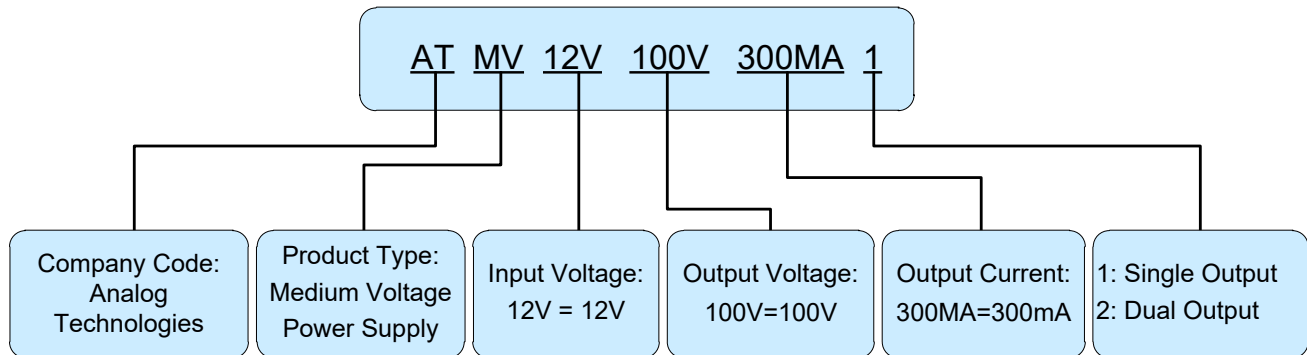 AT MV 12V 100V 300MA 1
Company Code:
Analog
Technologies
Product Type:
Medium Voltage
Power Supply
Input Voltage:
12V = 12V
Output Voltage:
100V=100V
Output Current:
300MA=300mA
1: Single Output
2: Dual Output